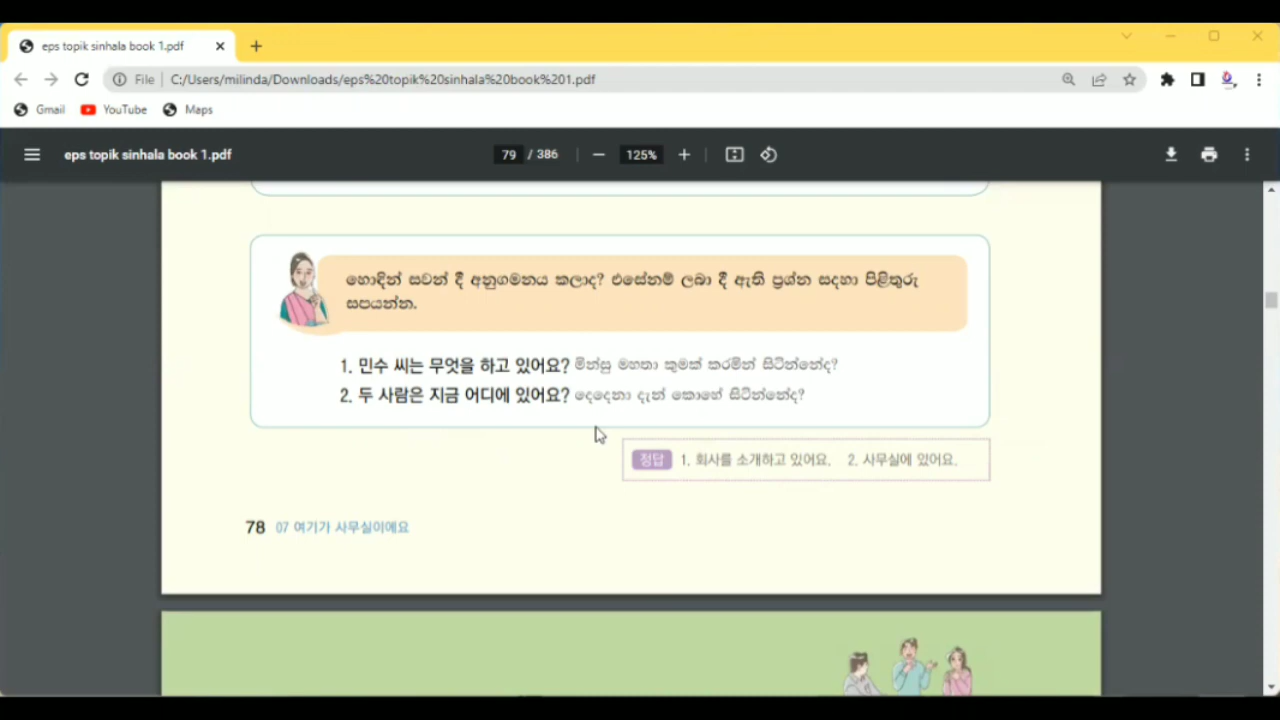 eps topik sinhala book 1.pdf
File
C:/Users/milinda/Downloads/eps%20topik%20sinhala%20book%201.pdf
Gmail YouTube Maps
eps topik sinhala book 1.pdf
79 / 386
125%
හොඳින් සවන් දී අනුගමනය කලාද? එසේනම් ලබා දී ඇති ප්‍රශ්න සඳහා පිළිතුරු
සපයන්න.
1. 민수 씨는 무엇을 하고 있어요? මින්සු මහතා කුමක් කරමින් සිටින්නේද?
2. 두 사람은 지금 어디에 있어요? දෙදෙනා දැන් කොහේ සිටින්නේද?
정답 1. 회사를 소개하고 있어요. 2. 사무실에 있어요.
78 07 여기가 사무실이에요